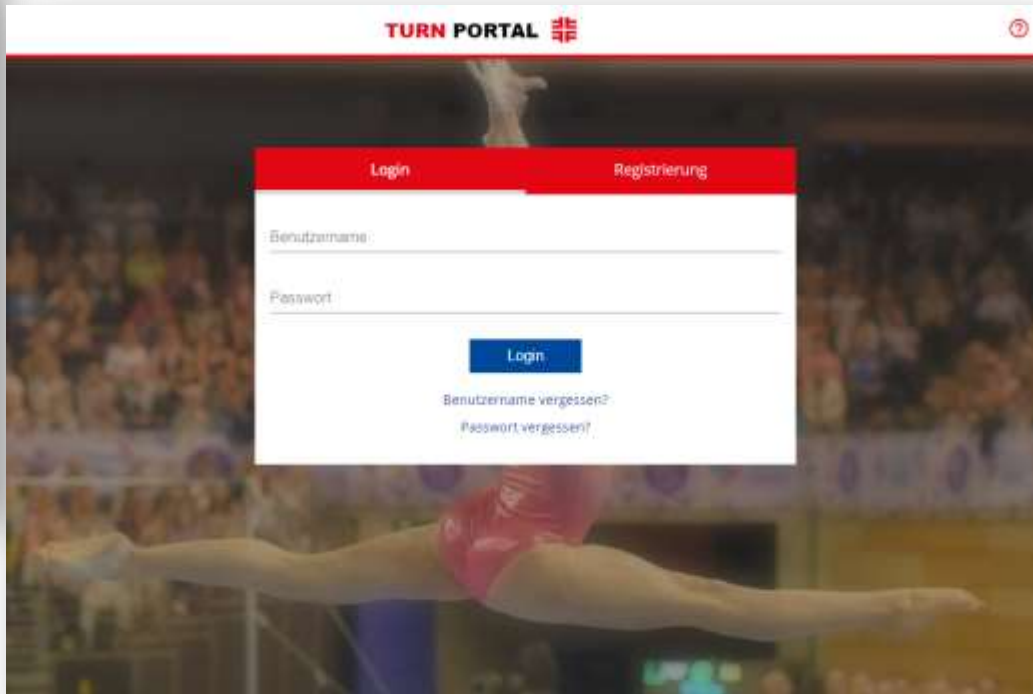 TURN PORTAL
Login Registrierung
Benutzername
Passwort
Login
Benutzername vergessen?
Passwort vergessen?